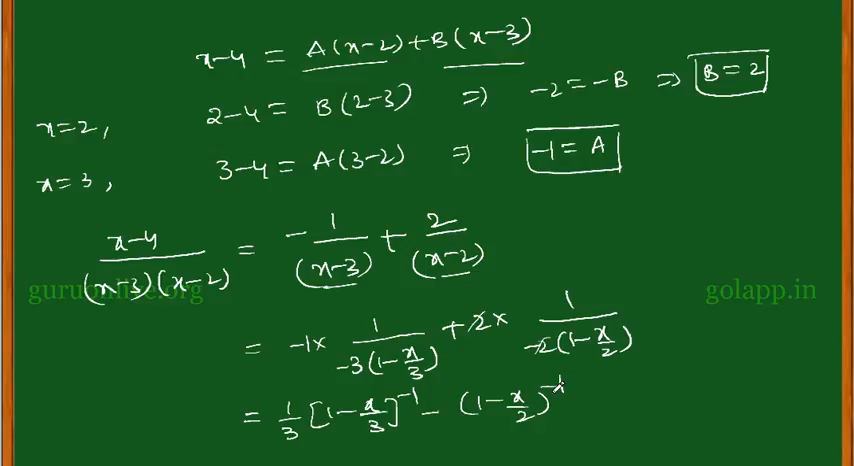 x-4 = A(x-2)+B(x-3)
x=2, 2-4 = B(2-3) => -2=-B => B=2
x=3, 3-4= A(3-2) => -1=A
x-4/(x-3)(x-2) = -1/(x-3) + 2/(x-2)
guruonlive.org golapp.in
= -1× 1/-3(1-x/3) + 2× 1/-2(1-x/2)
= 1/3 [1-x/3]^-1 - (1-x/2)^-1